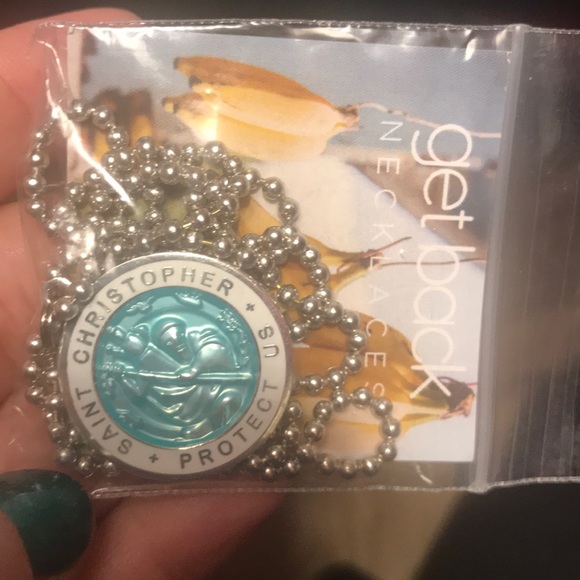 get back
NECKLACES
SAINT CHRISTOPHER + PROTECT US +